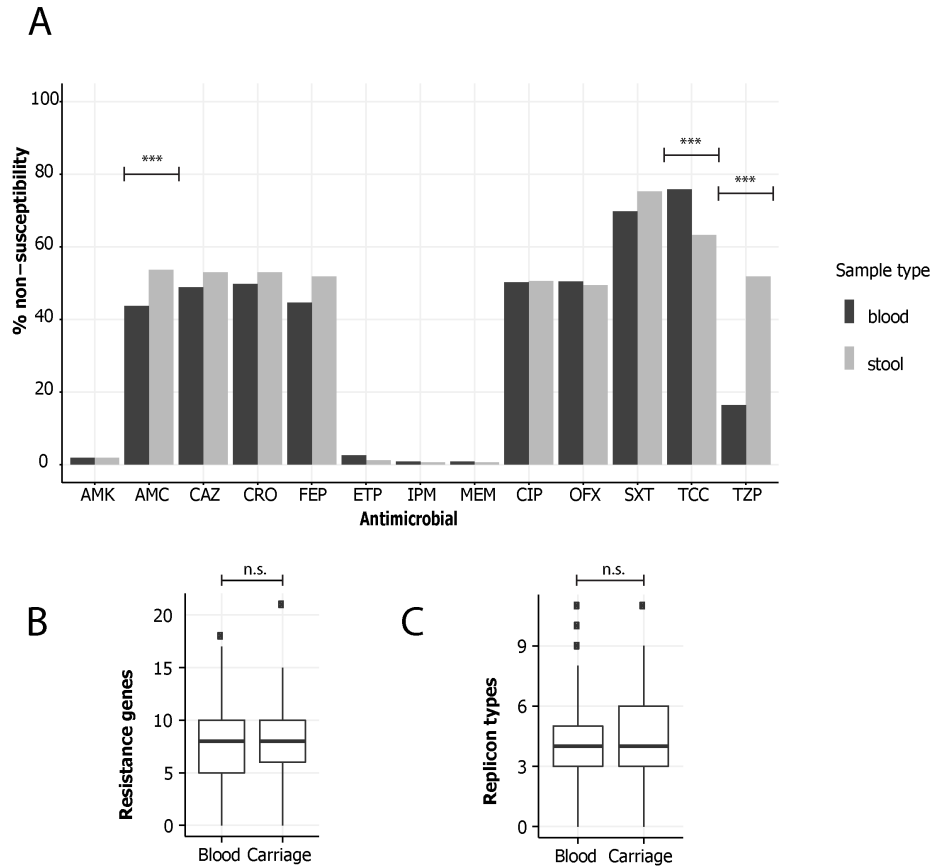 A
100
80
60
40
20
0
% non-susceptibility
***
***
***
AMK AMC CAZ CRO FEP ETP IPM MEM CIP OFX SXT TCC TZP
Antimicrobial
Sample type
blood
stool
B
n.s.
20
15
10
5
0
Resistance genes
Blood Carriage
C
n.s.
9
6
3
0
Replicon types
Blood Carriage